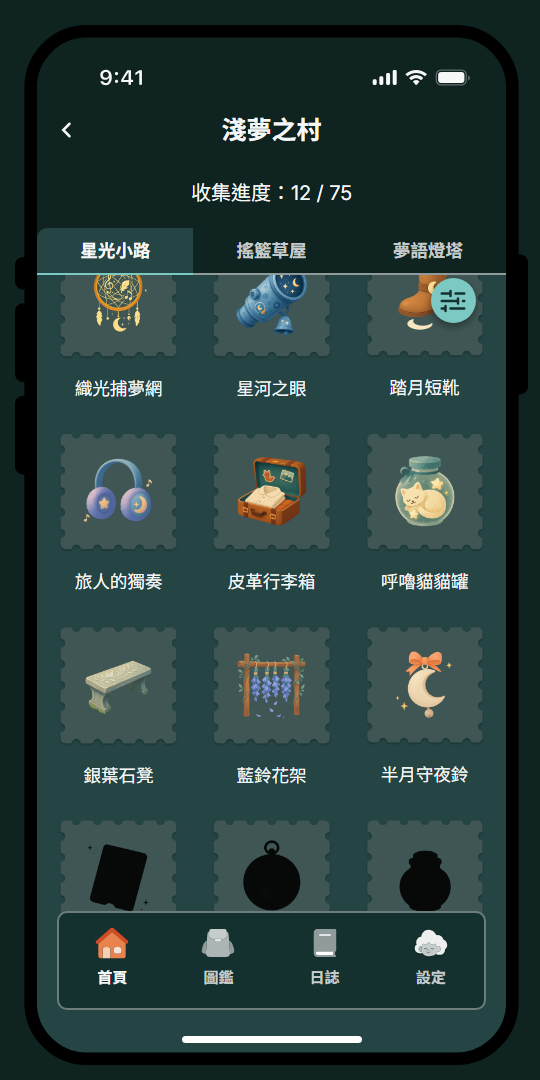 9:41
淺夢之村
收集進度：12 / 75
星光小路 搖籃草屋 夢語燈塔
織光捕夢網 星河之眼 踏月短靴
旅人的獨奏 皮革行李箱 呼嚕貓貓罐
銀葉石凳 藍鈴花架 半月守夜鈴
首頁 圖鑑 日誌 設定